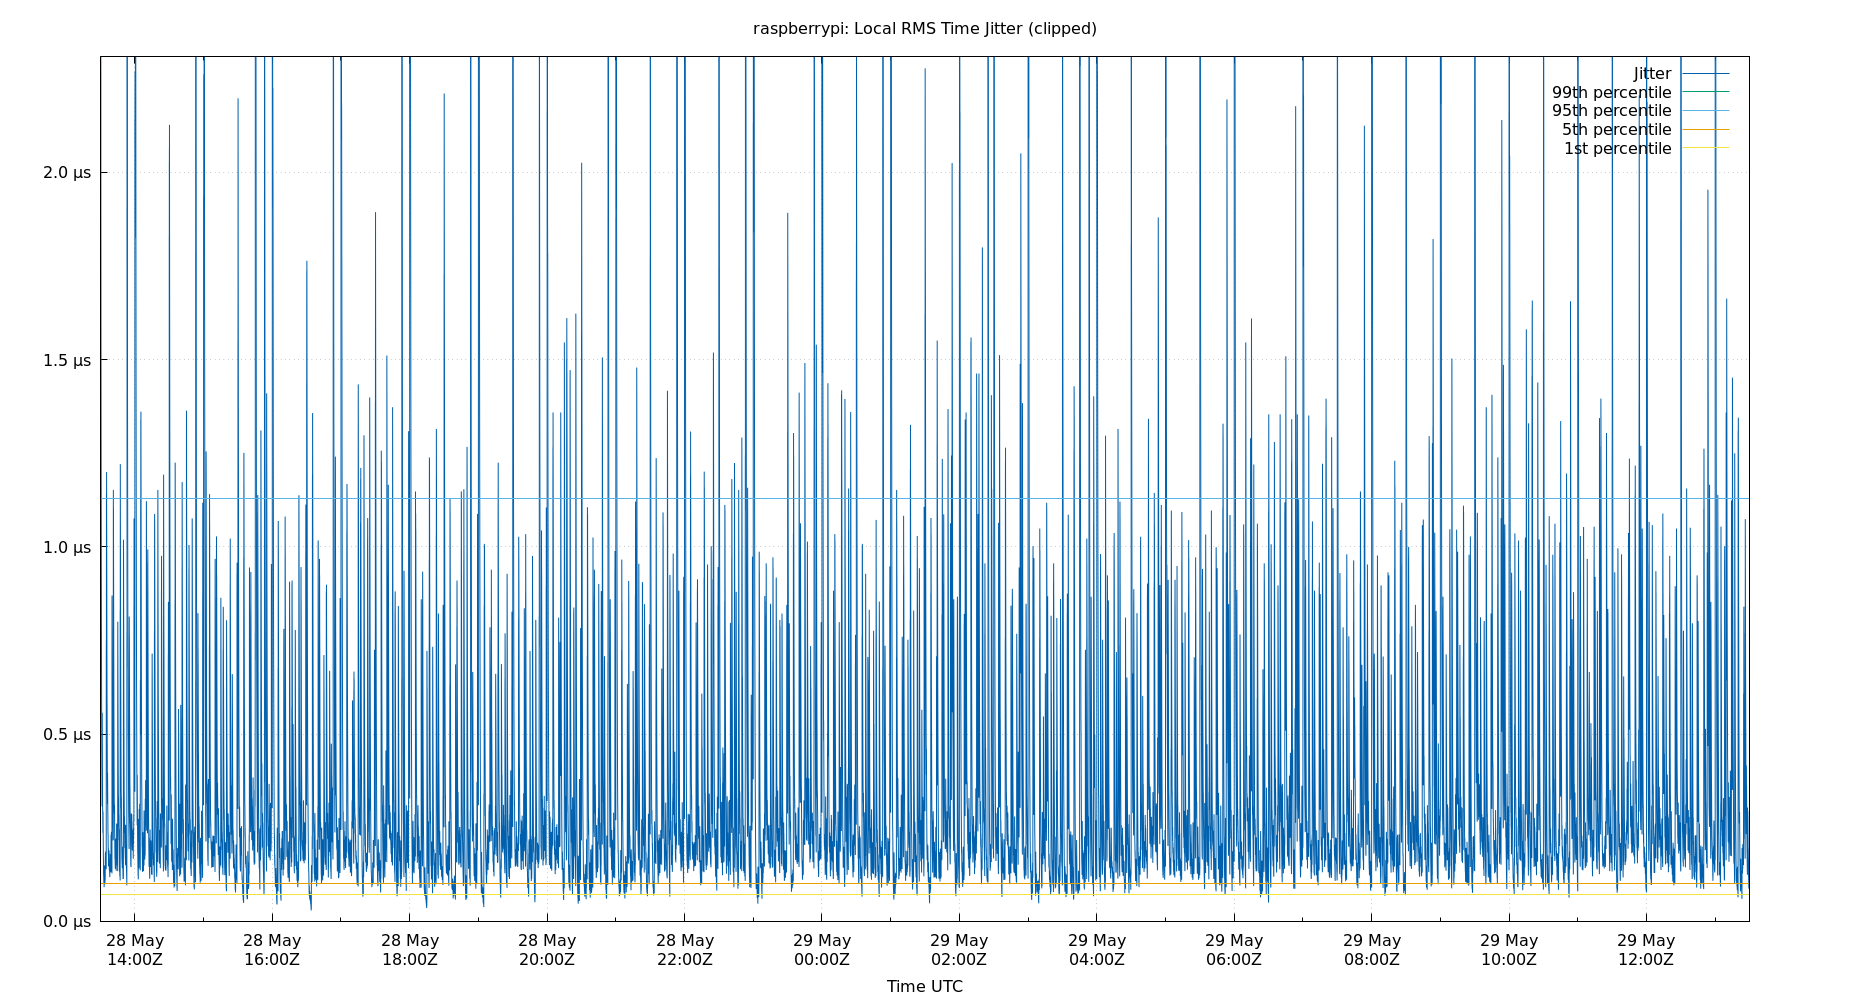 raspberrypi: Local RMS Time Jitter (clipped)
Jitter
99th percentile
95th percentile
5th percentile
1st percentile
2.0 µs
1.5 µs
1.0 µs
0.5 µs
0.0 µs
28 May 28 May 28 May 28 May 28 May 29 May 29 May 29 May 29 May 29 May 29 May 29 May
14:00Z 16:00Z 18:00Z 20:00Z 22:00Z 00:00Z 02:00Z 04:00Z 06:00Z 08:00Z 10:00Z 12:00Z
Time UTC